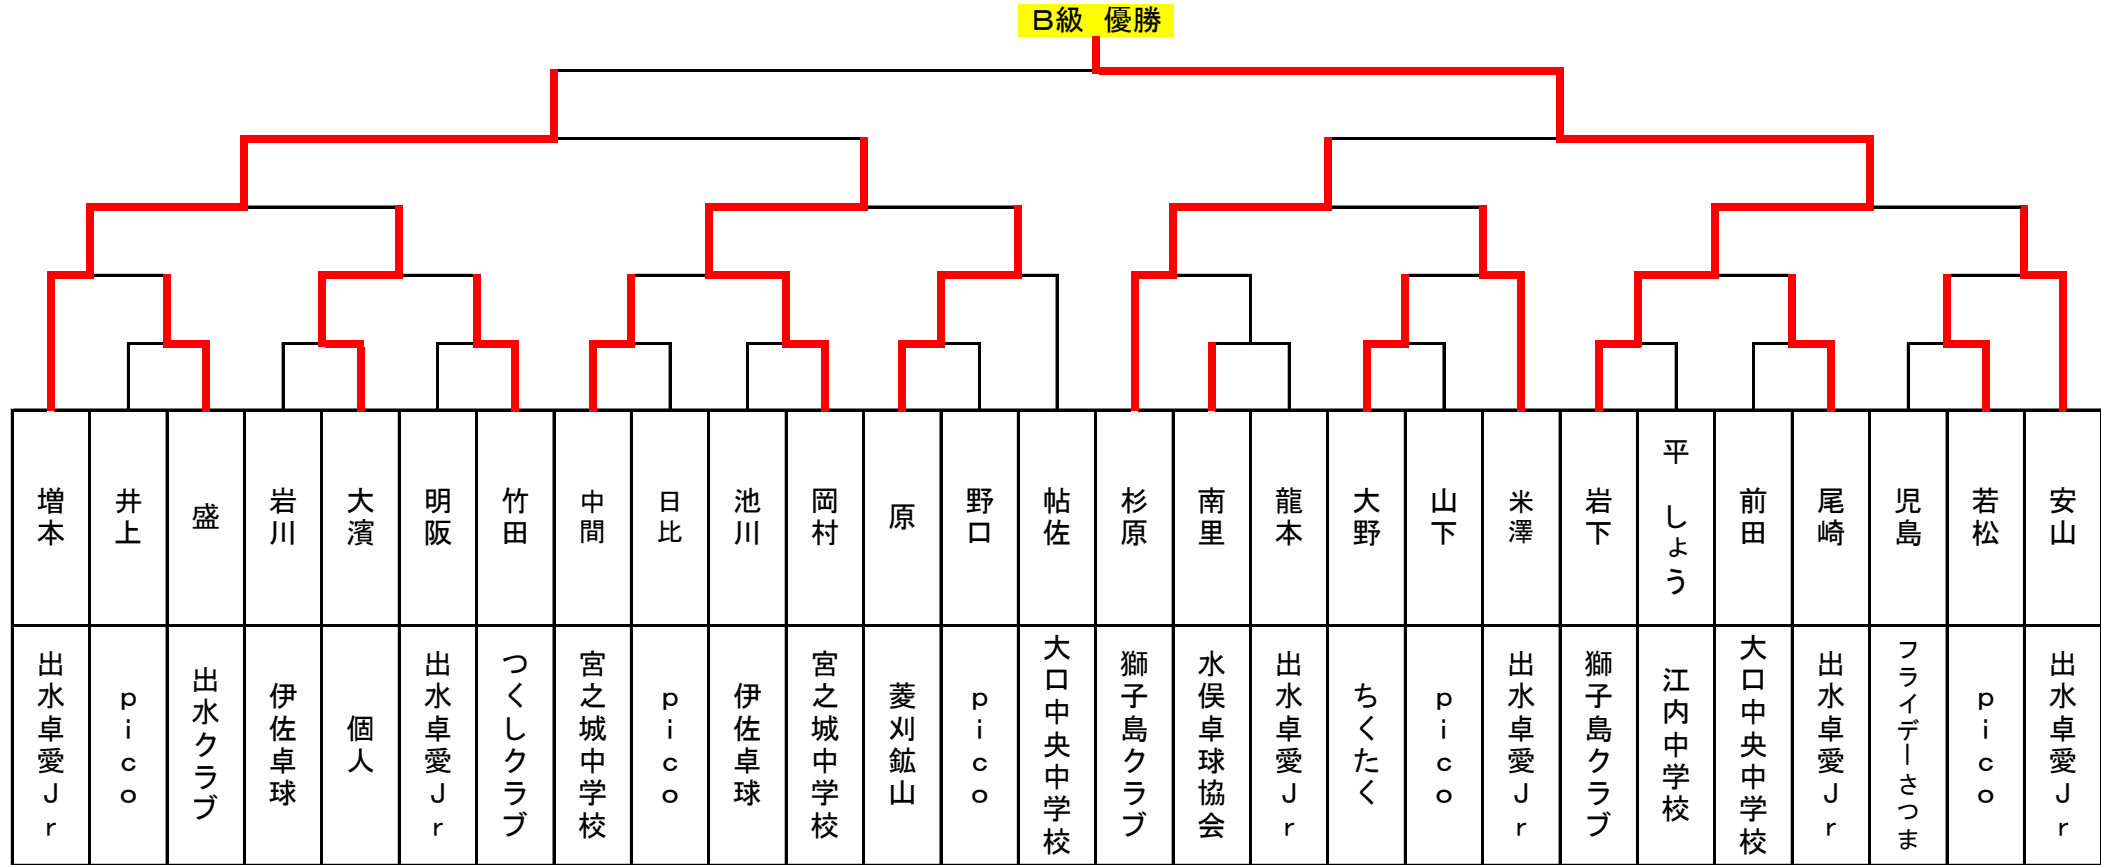 B級 優勝
増本
井上
盛
岩川
大濱
明阪
竹田
中間
日比
池川
岡村
原
野口
帖佐
杉原
南里
龍本
大野
山下
米澤
岩下
平 しょう
前田
尾崎
児島
若松
安山
出水卓愛Jr
pico
出水クラブ
伊佐卓球
個人
出水卓愛Jr
つくしクラブ
宮之城中学校
pico
伊佐卓球
宮之城中学校
菱刈鉱山
pico
大口中央中学校
獅子島クラブ
水俣卓球協会
出水卓愛Jr
ちくたく
pico
出水卓愛Jr
獅子島クラブ
江内中学校
大口中央中学校
出水卓愛Jr
フライデーさつま
pico
出水卓愛Jr